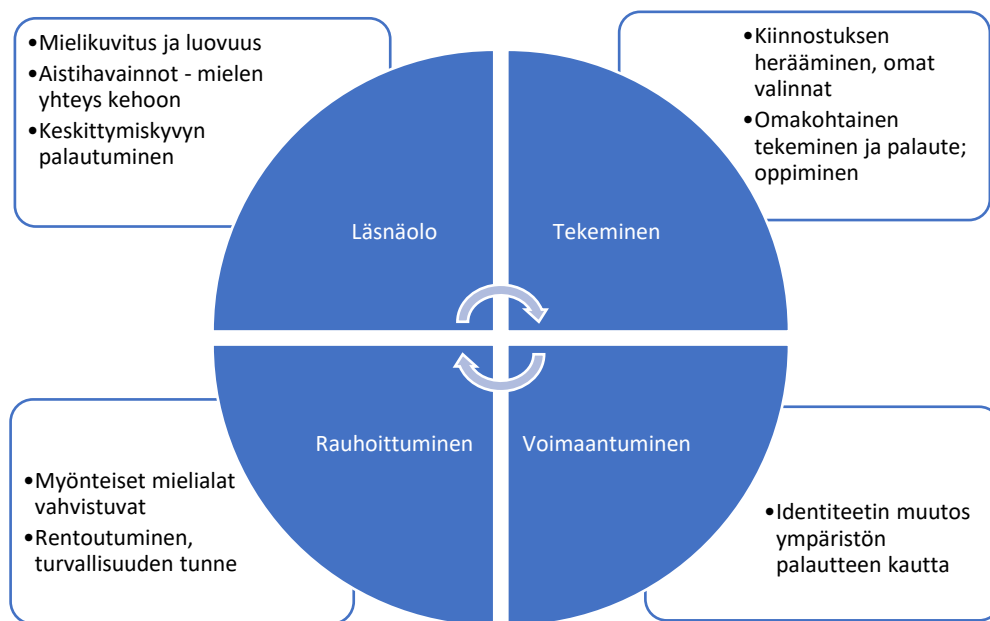 •Mielikuvitus ja luovuus
•Aistihavainnot - mielen
yhteys kehoon
•Keskittymiskyvyn
palautuminen
•Kiinnostuksen
herääminen, omat
valinnat
•Omakohtainen
tekeminen ja palaute;
oppiminen
Läsnäolo
Tekeminen
Rauhoittuminen
Voimaantuminen
•Myönteiset mielialat
vahvistuvat
•Rentoutuminen,
turvallisuuden tunne
•Identiteetin muutos
ympäristön
palautteen kautta